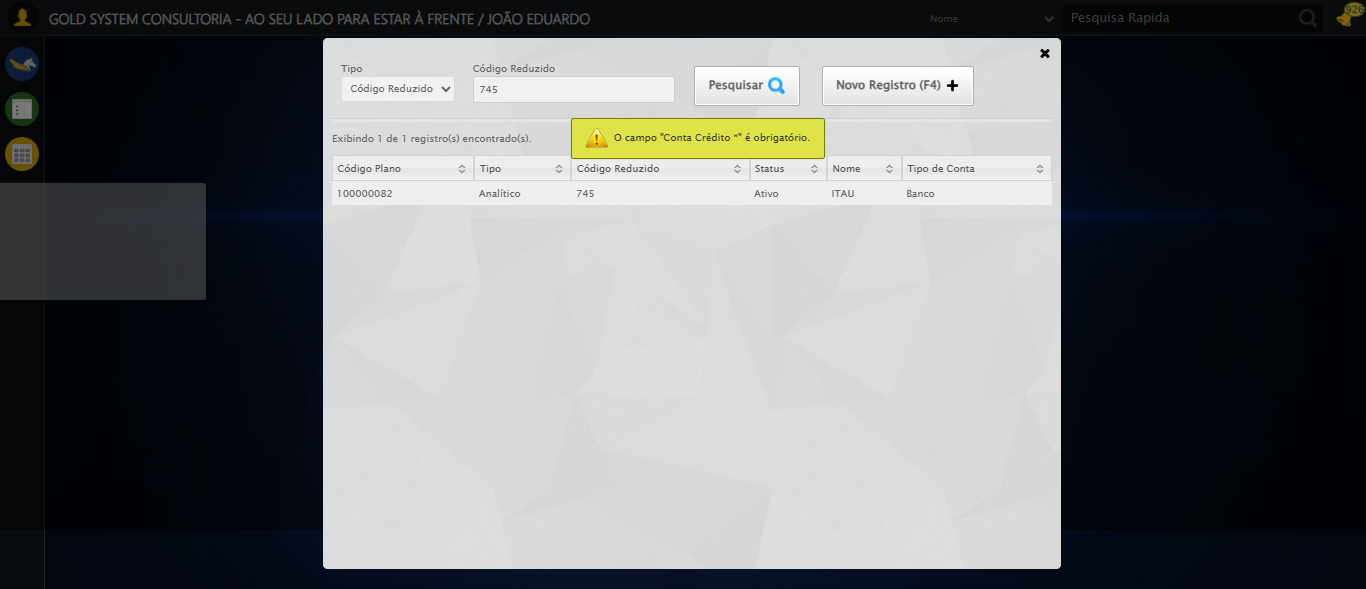 GOLD SYSTEM CONSULTORIA - AO SEU LADO PARA ESTAR À FRENTE / JOÃO EDUARDO
Nome
Pesquisa Rapida
926
Tipo
Código Reduzido
Código Reduzido
745
Pesquisar
Novo Registro (F4)
Exibindo 1 de 1 registro(s) encontrado(s).
O campo "Conta Crédito *" é obrigatório.
Código Plano Tipo Código Reduzido Status Nome Tipo de Conta
100000082 Analítico 745 Ativo ITAU Banco